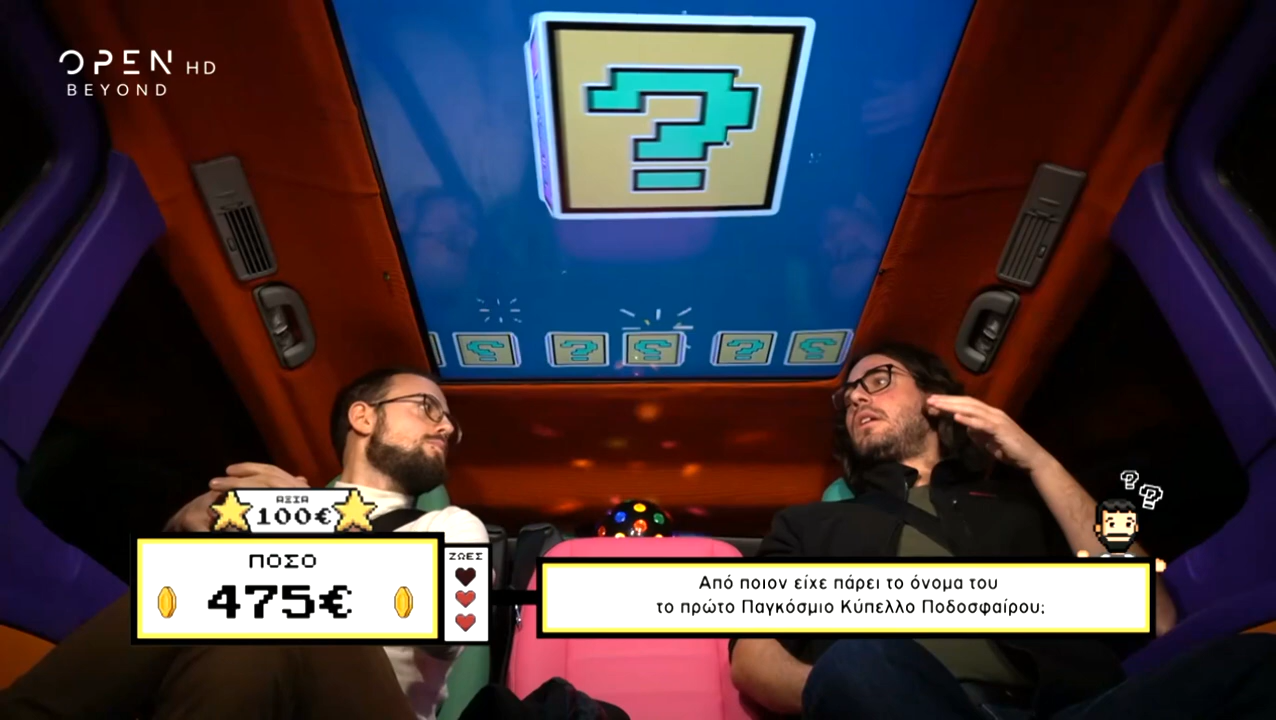 OPEN HD
BEYOND
ΑΞΙΑ
100€
ΠΟΣΟ
475€
ΖΩΕΣ
Από ποιον είχε πάρει το όνομα του
το πρώτο Παγκόσμιο Κύπελλο Ποδοσφαίρου;